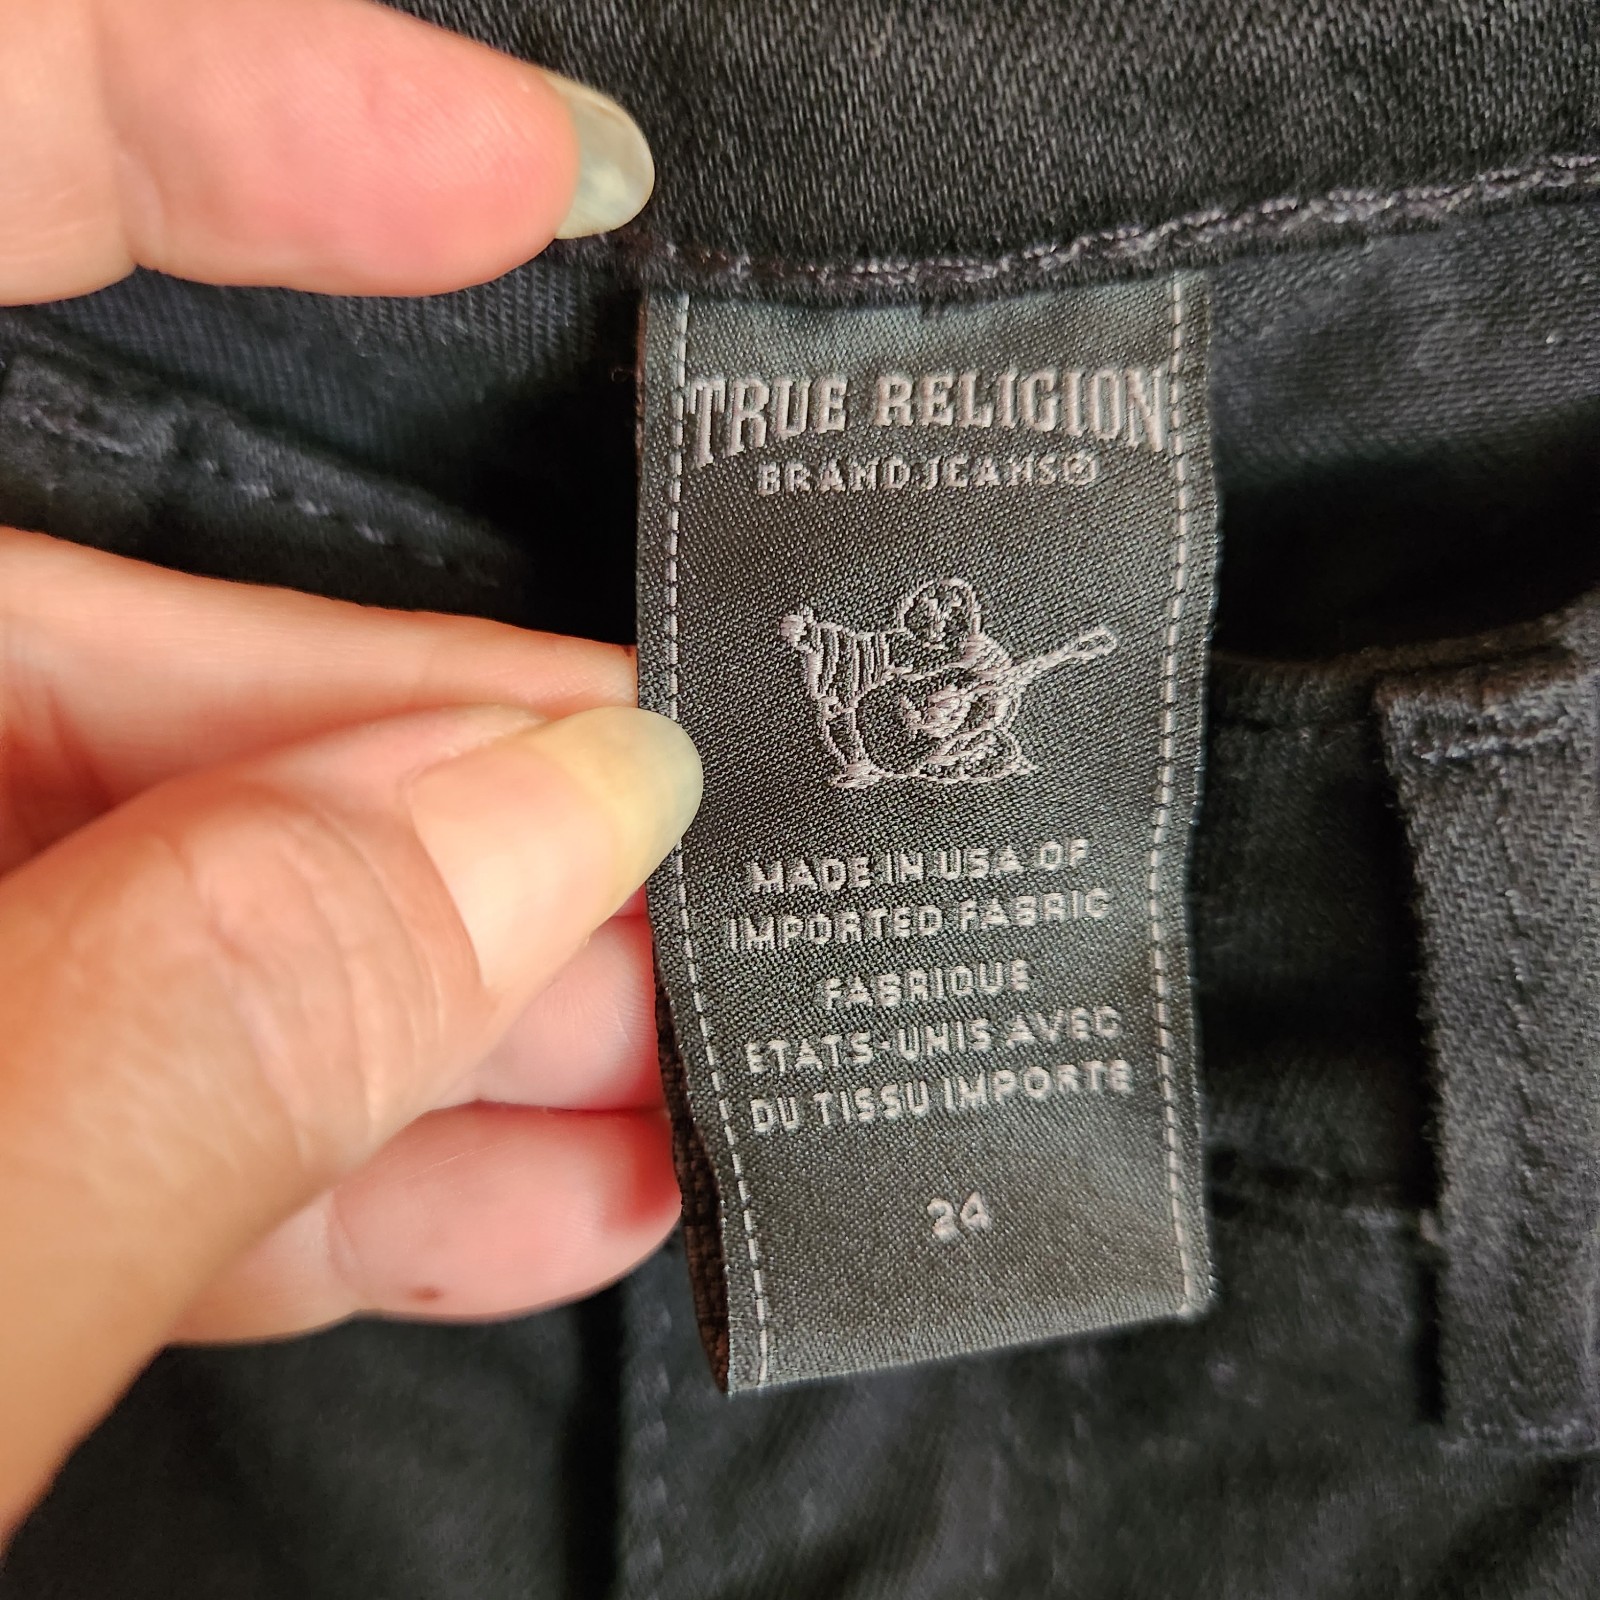 TRUE RELIGION
BRAND JEANS®
MADE IN USA OF
IMPORTED FABRIC
FABRIQUE
ETATS-UNIS AVEC
DU TISSU IMPORTE
24